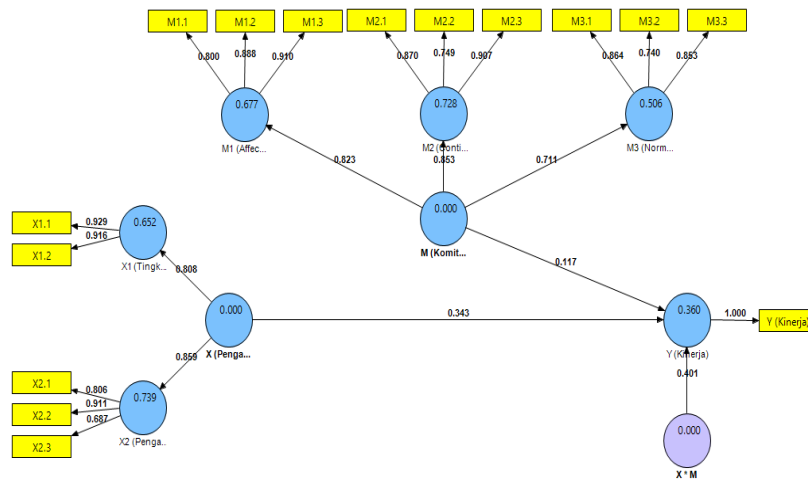 M1.1 M1.2 M1.3 M2.1 M2.2 M2.3 M3.1 M3.2 M3.3
0.800 0.888 0.910 0.870 0.749 0.907 0.864 0.740 0.853
0.677 0.728 0.506
M1 (Affec... M2 (Conti... M3 (Norm...
0.823 0.853 0.711
0.000
M (Komit...
X1.1 0.929 0.652
X1.2 0.916
X1 (Tingk...
0.808
0.117
0.000 0.343 0.360 1.000 Y (Kinerja)
X (Penga... Y (Kinerja)
0.859
0.401
X2.1 0.806 0.739
X2.2 0.911
X2.3 0.687
X2 (Penga...
0.000
X * M